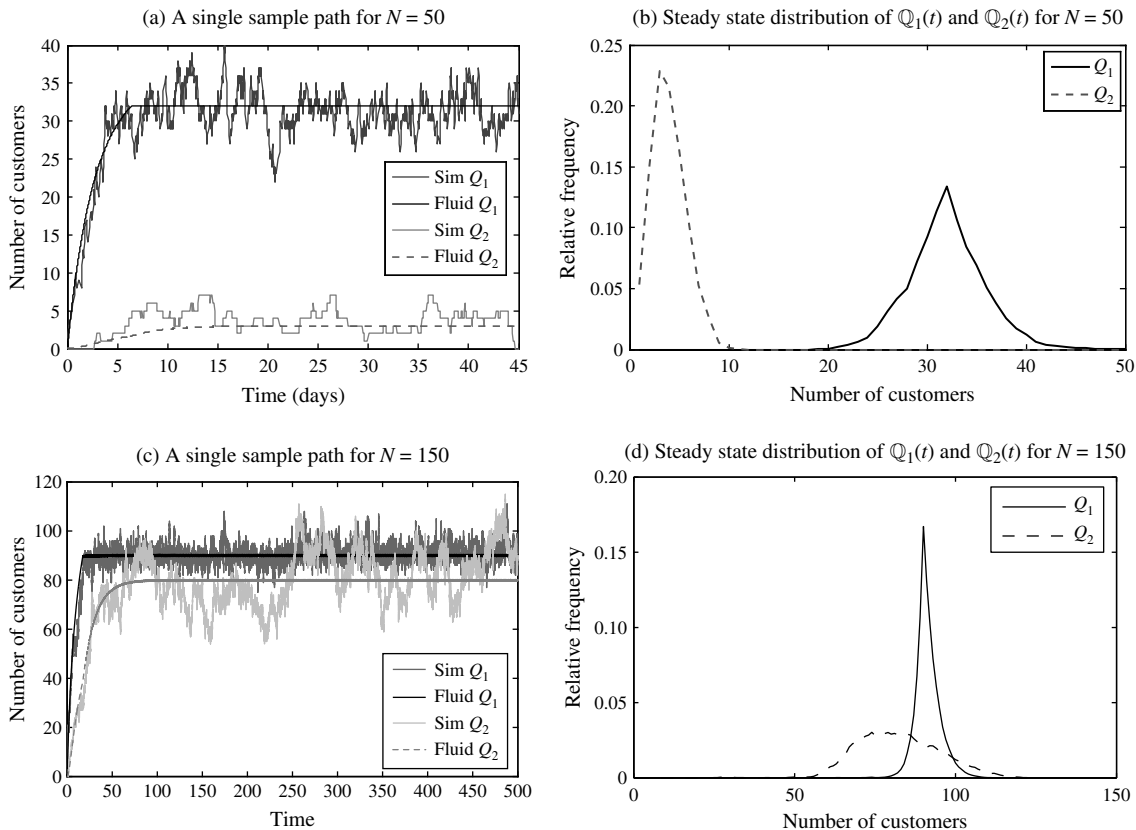 (a) A single sample path for N = 50
40
35
30
25
20
15
10
5
0
0 5 10 15 20 25 30 35 40 45
Number of customers
Time (days)
Sim Q1
Fluid Q1
Sim Q2
Fluid Q2
(b) Steady state distribution of ℚ1(t) and ℚ2(t) for N = 50
0.25
0.20
0.15
0.10
0.05
0
0 10 20 30 40 50
Relative frequency
Number of customers
Q1
Q2
(c) A single sample path for N = 150
120
100
80
60
40
20
0
0 50 100 150 200 250 300 350 400 450 500
Number of customers
Time
Sim Q1
Fluid Q1
Sim Q2
Fluid Q2
(d) Steady state distribution of ℚ1(t) and ℚ2(t) for N = 150
0.20
0.15
0.10
0.05
0
0 50 100 150
Relative frequency
Number of customers
Q1
Q2